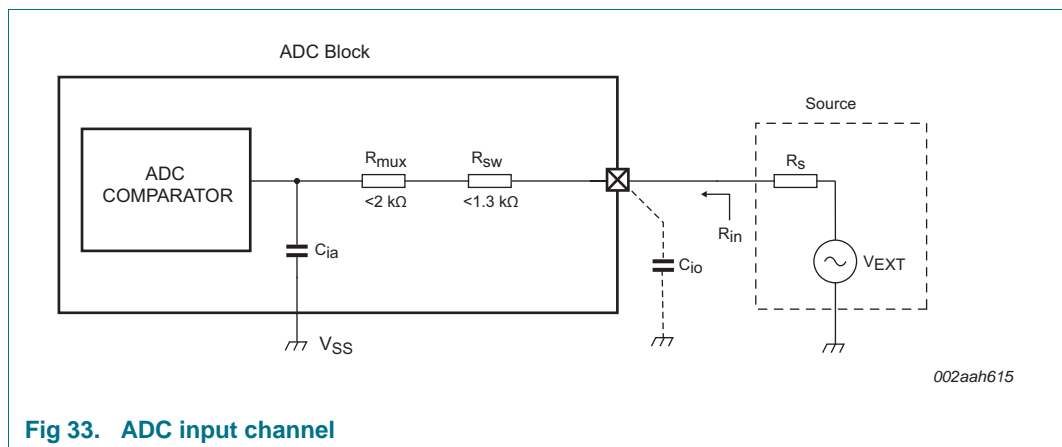 ADC Block
Source
ADC
COMPARATOR
Rmux
<2 kΩ
Rsw
<1.3 kΩ
Rs
Rin
Cia
Cio
VEXT
VSS
002aah615
Fig 33. ADC input channel